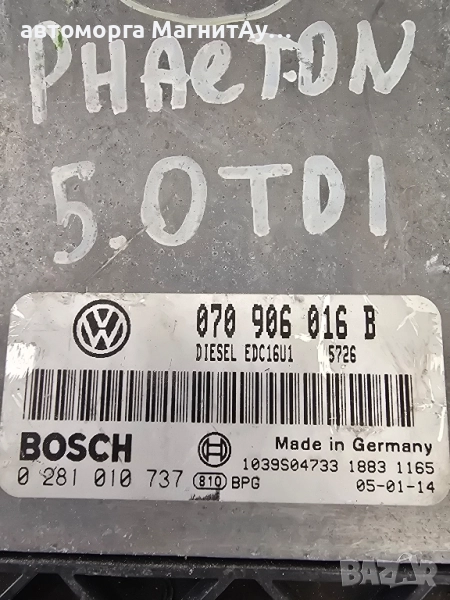 автоморга МагнитАу...
PHAETON
5.0TDI
070 906 016 B
DIESEL EDC16U1 5726
BOSCH
Made in Germany
1039S04733 1883 1165
0 281 010 737 810 BPG 05-01-14
BAZAR